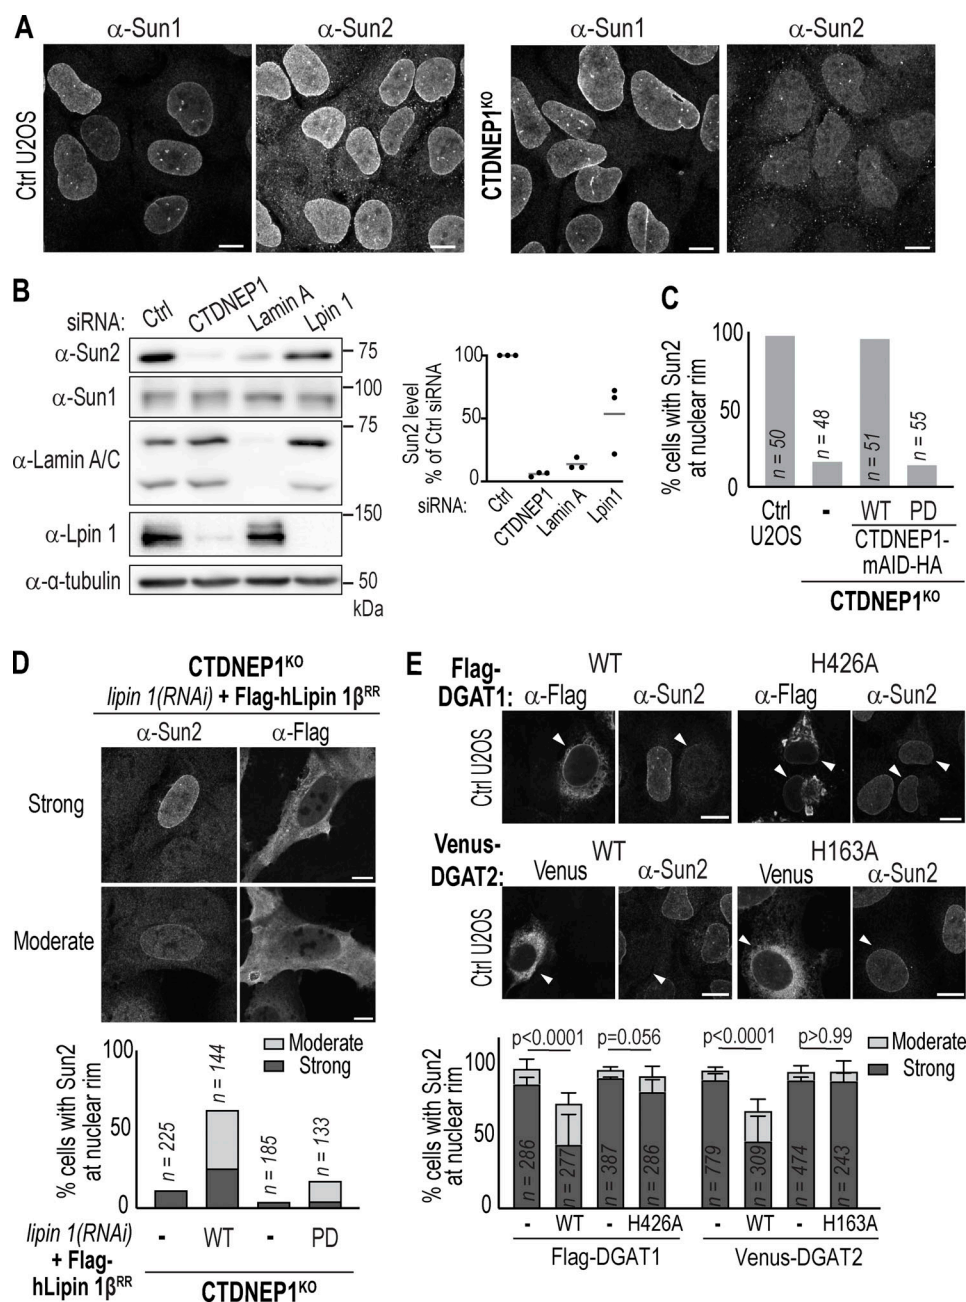 A
α-Sun1
α-Sun2
α-Sun1
α-Sun2
Ctrl U2OS
CTDNEP1ᴷᴼ
B
siRNA:
Ctrl
CTDNEP1
Lamin A
Lpin 1
α-Sun2
75
α-Sun1
100
75
α-Lamin A/C
α-Lpin 1
150
α-α-tubulin
50
kDa
Sun2 level
% of Ctrl siRNA
100
50
0
siRNA:
Ctrl
CTDNEP1
Lamin A
Lpin1
C
% cells with Sun2
at nuclear rim
100
50
0
n = 50
n = 48
n = 51
n = 55
Ctrl
U2OS
-
WT
PD
CTDNEP1-
mAID-HA
CTDNEP1ᴷᴼ
D
CTDNEP1ᴷᴼ
lipin 1(RNAi) + Flag-hLipin 1βᴿᴿ
α-Sun2
α-Flag
Strong
Moderate
% cells with Sun2
at nuclear rim
100
50
0
Moderate
Strong
n = 225
n = 144
n = 185
n = 133
lipin 1(RNAi)
+ Flag-
hLipin 1βᴿᴿ
-
WT
-
PD
CTDNEP1ᴷᴼ
E
Flag-
DGAT1:
WT
H426A
α-Flag
α-Sun2
α-Flag
α-Sun2
Ctrl U2OS
Venus-
DGAT2:
WT
H163A
Venus
α-Sun2
Venus
α-Sun2
Ctrl U2OS
% cells with Sun2
at nuclear rim
100
50
0
p<0.0001
p=0.056
p<0.0001
p>0.99
Moderate
Strong
n = 286
n = 277
n = 387
n = 286
n = 779
n = 309
n = 474
n = 243
-
WT
-
H426A
-
WT
-
H163A
Flag-DGAT1
Venus-DGAT2